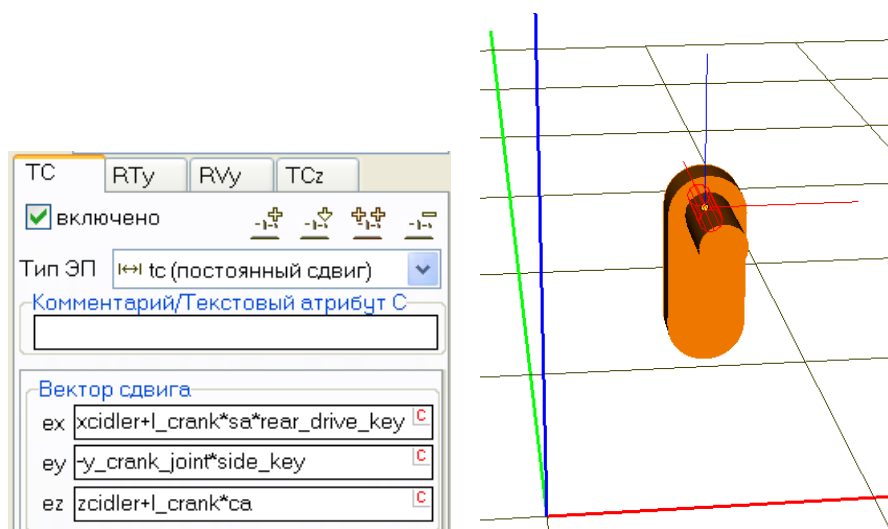 TC RTy RVy TCz
включено
Тип ЭП tc (постоянный сдвиг)
Комментарий/Текстовый атрибут C
Вектор сдвига
ex xcidler+l_crank*sa*rear_drive_key C
ey -y_crank_joint*side_key C
ez zcidler+l_crank*ca C